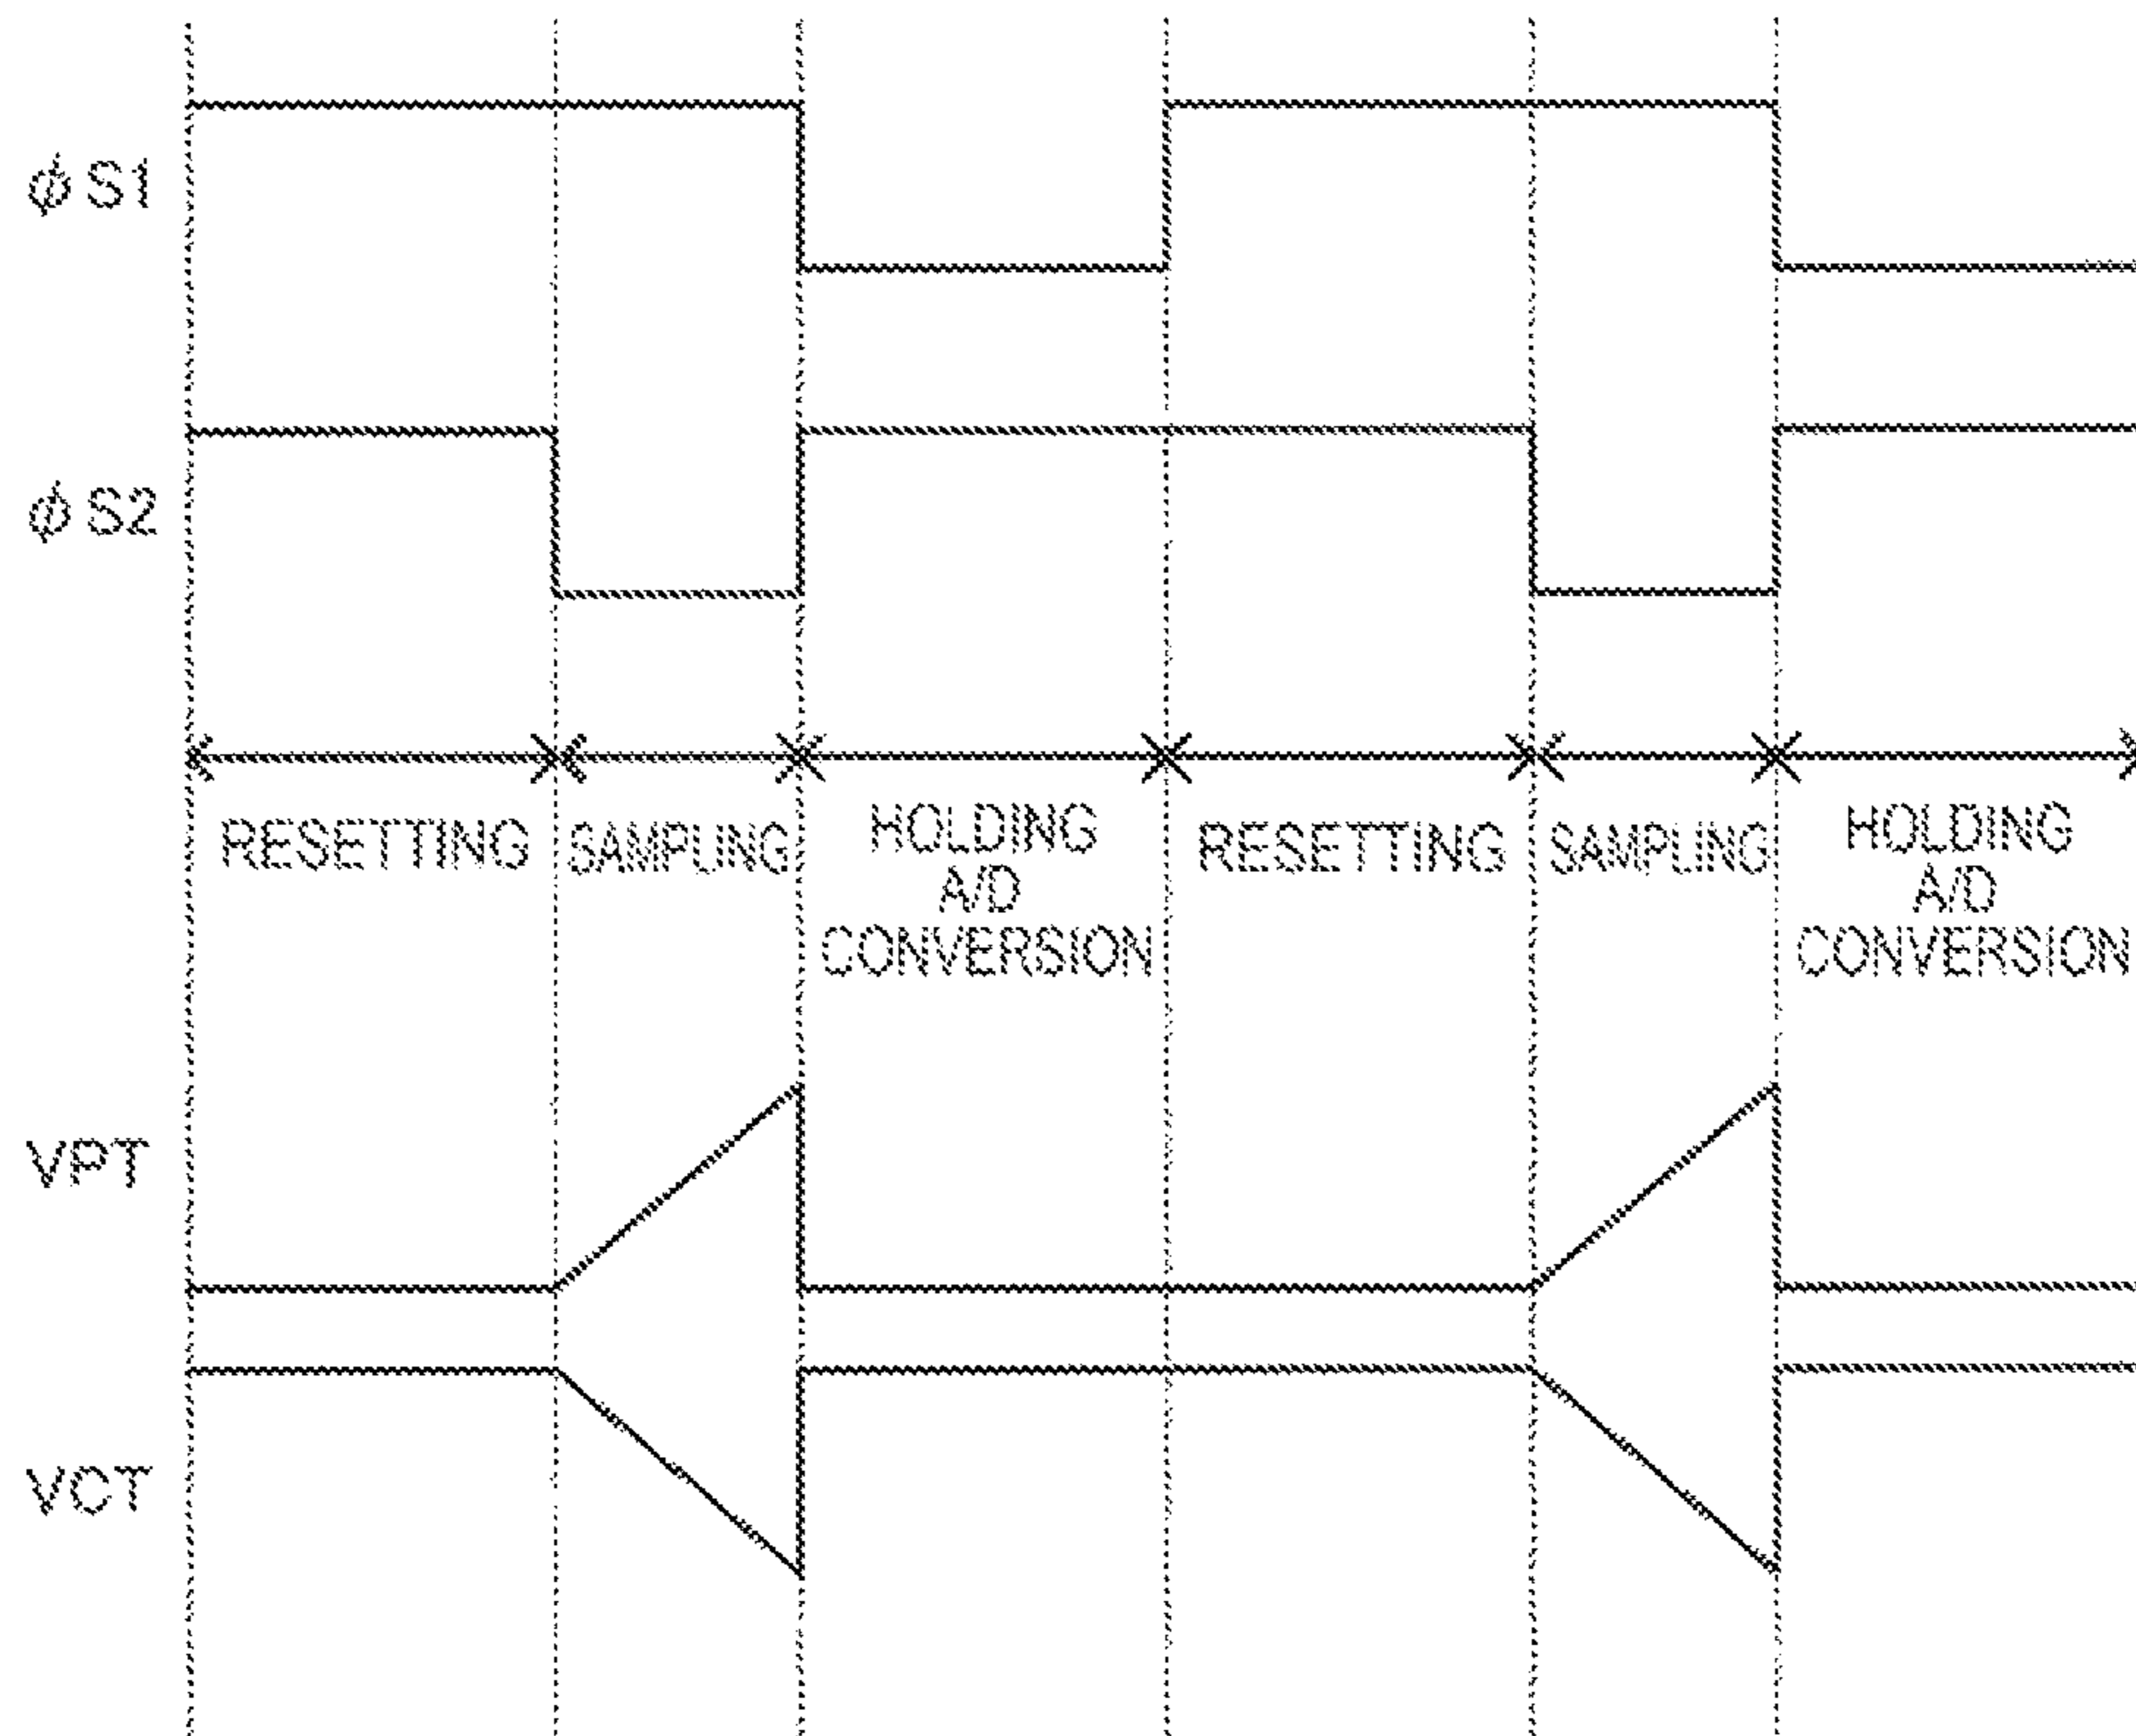 φS1
φS2
RESETTING
SAMPLING
HOLDING
A/D
CONVERSION
RESETTING
SAMPLING
HOLDING
A/D
CONVERSION
VPT
VCT